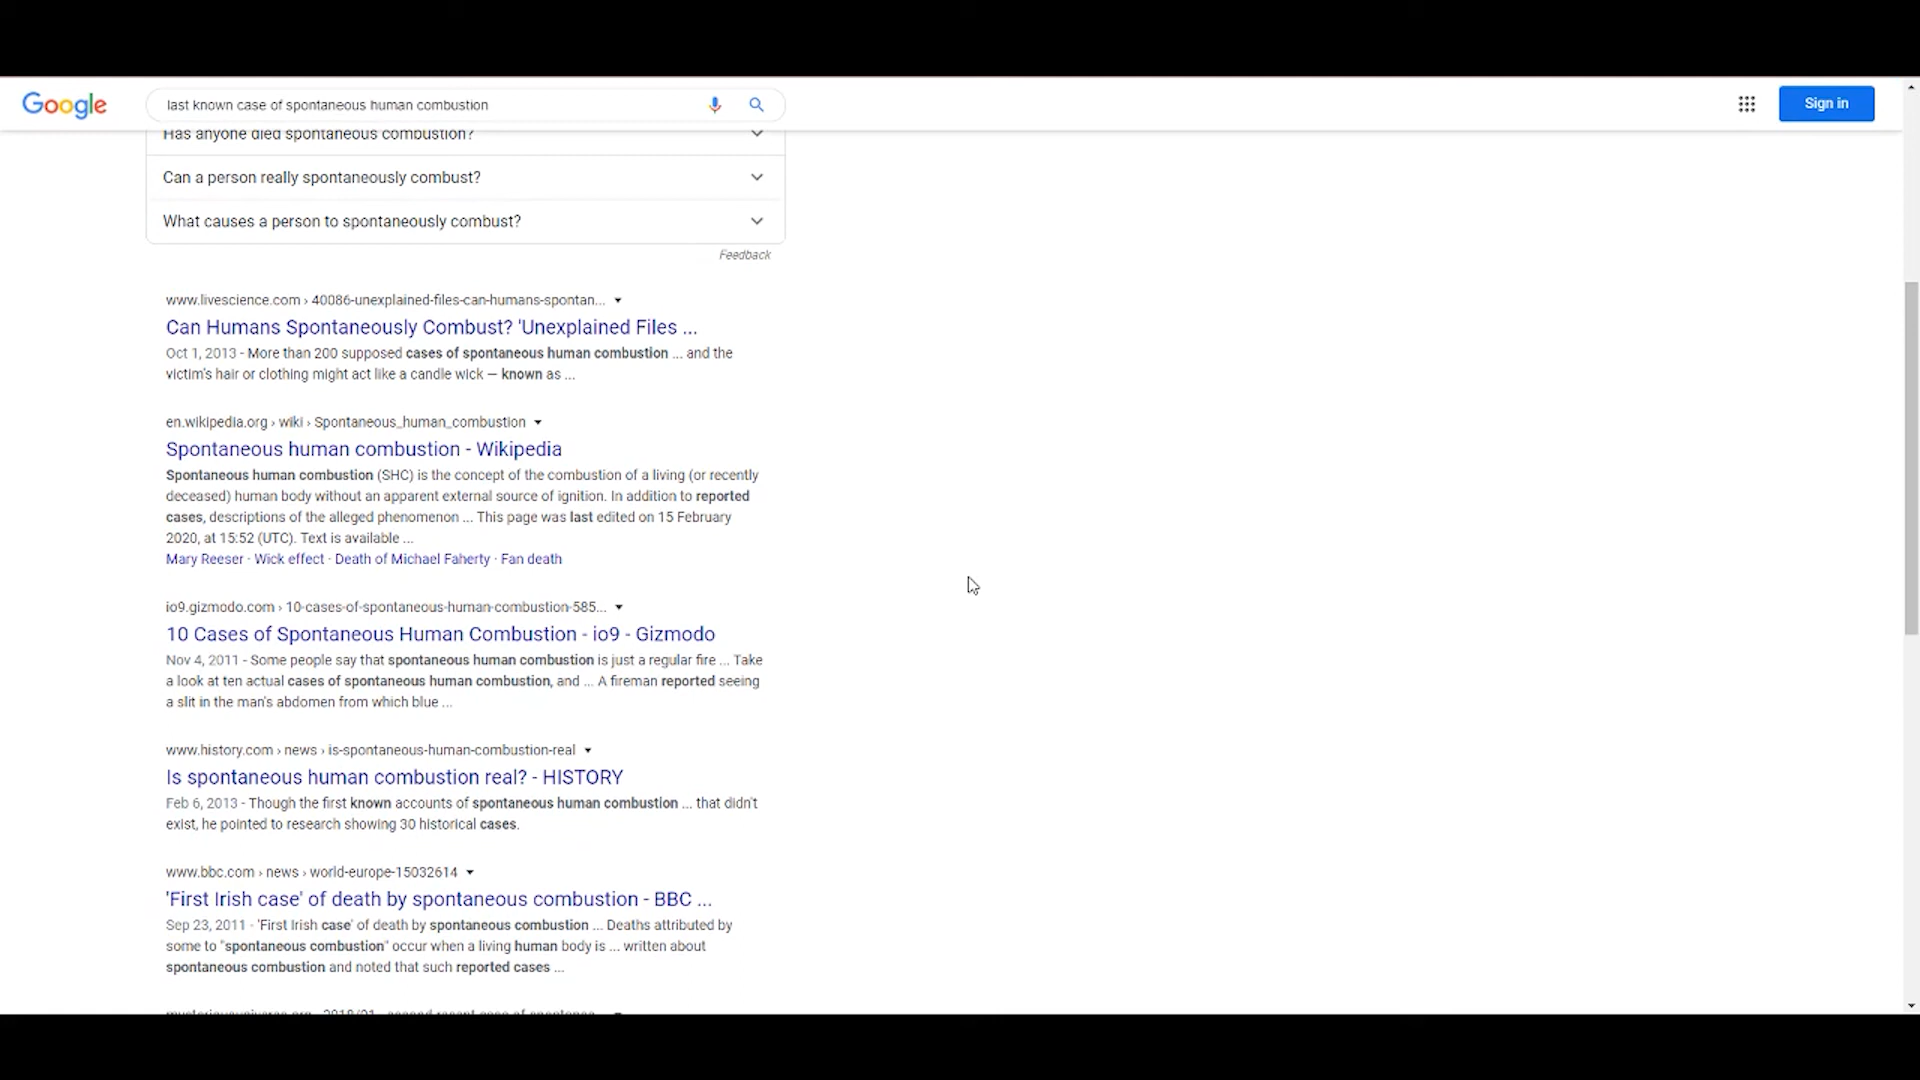 Google
last known case of spontaneous human combustion
Sign in
Has anyone died spontaneous combustion?
Can a person really spontaneously combust?
What causes a person to spontaneously combust?
Feedback
www.livescience.com › 40086-unexplained-files-can-humans-spontan...
Can Humans Spontaneously Combust? 'Unexplained Files ...
Oct 1, 2013 - More than 200 supposed cases of spontaneous human combustion ... and the
victim's hair or clothing might act like a candle wick — known as ...
en.wikipedia.org › wiki › Spontaneous_human_combustion
Spontaneous human combustion - Wikipedia
Spontaneous human combustion (SHC) is the concept of the combustion of a living (or recently
deceased) human body without an apparent external source of ignition. In addition to reported
cases, descriptions of the alleged phenomenon ... This page was last edited on 15 February
2020, at 15:52 (UTC). Text is available ...
Mary Reeser · Wick effect · Death of Michael Faherty · Fan death
io9.gizmodo.com › 10-cases-of-spontaneous-human-combustion-585...
10 Cases of Spontaneous Human Combustion - io9 - Gizmodo
Nov 4, 2011 - Some people say that spontaneous human combustion is just a regular fire ... Take
a look at ten actual cases of spontaneous human combustion, and ... A fireman reported seeing
a slit in the man's abdomen from which blue ...
www.history.com › news › is-spontaneous-human-combustion-real
Is spontaneous human combustion real? - HISTORY
Feb 6, 2013 - Though the first known accounts of spontaneous human combustion ... that didn't
exist, he pointed to research showing 30 historical cases.
www.bbc.com › news › world-europe-15032614
'First Irish case' of death by spontaneous combustion - BBC ...
Sep 23, 2011 - 'First Irish case' of death by spontaneous combustion ... Deaths attributed by
some to "spontaneous combustion" occur when a living human body is ... written about
spontaneous combustion and noted that such reported cases ...